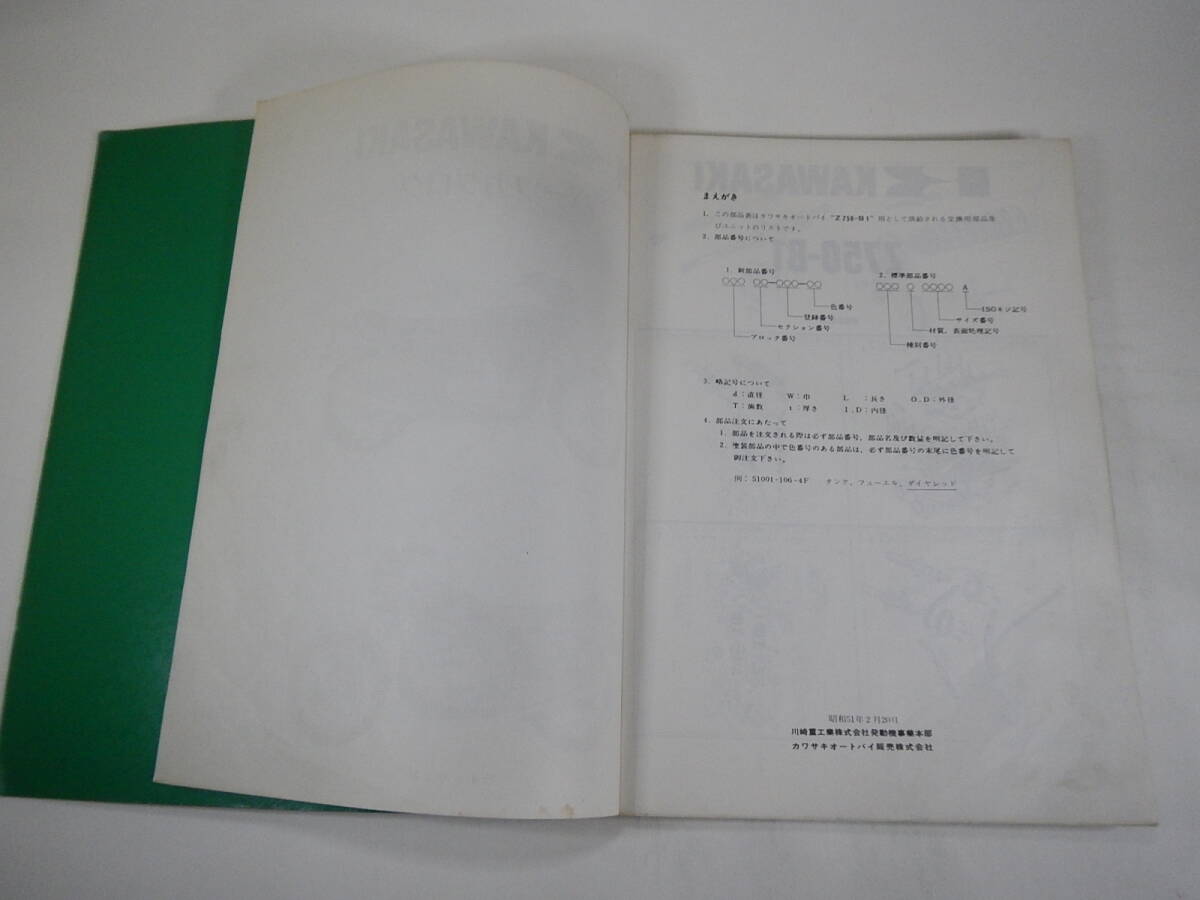 KAWASAKI
KAWASAKI
Z750-B1
まえがき
1. この部品表はカワサキオートバイ "Z750-B1" 用として供給される交換用部品及
びユニットのリストです。
2. 部品番号について
1. 新部品番号
○○○ ○○-○○○-○○
色番号
登録番号
セクション番号
ブロック番号
2. 標準部品番号
○○○ ○ ○○○○ A
ISOネジ記号
サイズ番号
材質、表面処理記号
種別番号
3. 略記号について
d:直径 W:巾 L :長さ O.D:外径
T:歯数 t:厚さ I.D:内径
4. 部品注文にあたって
1. 部品を注文される際は必ず部品番号、部品名及び数量を明記して下さい。
2. 塗装部品の中で色番号のある部品は、必ず部品番号の末尾に色番号を明記して
御注文下さい。
例:51001-106-4F タンク、フューエル、ダイヤレッド
昭和51年2月20日
川崎重工業株式会社発動機事業本部
カワサキオートバイ販売株式会社